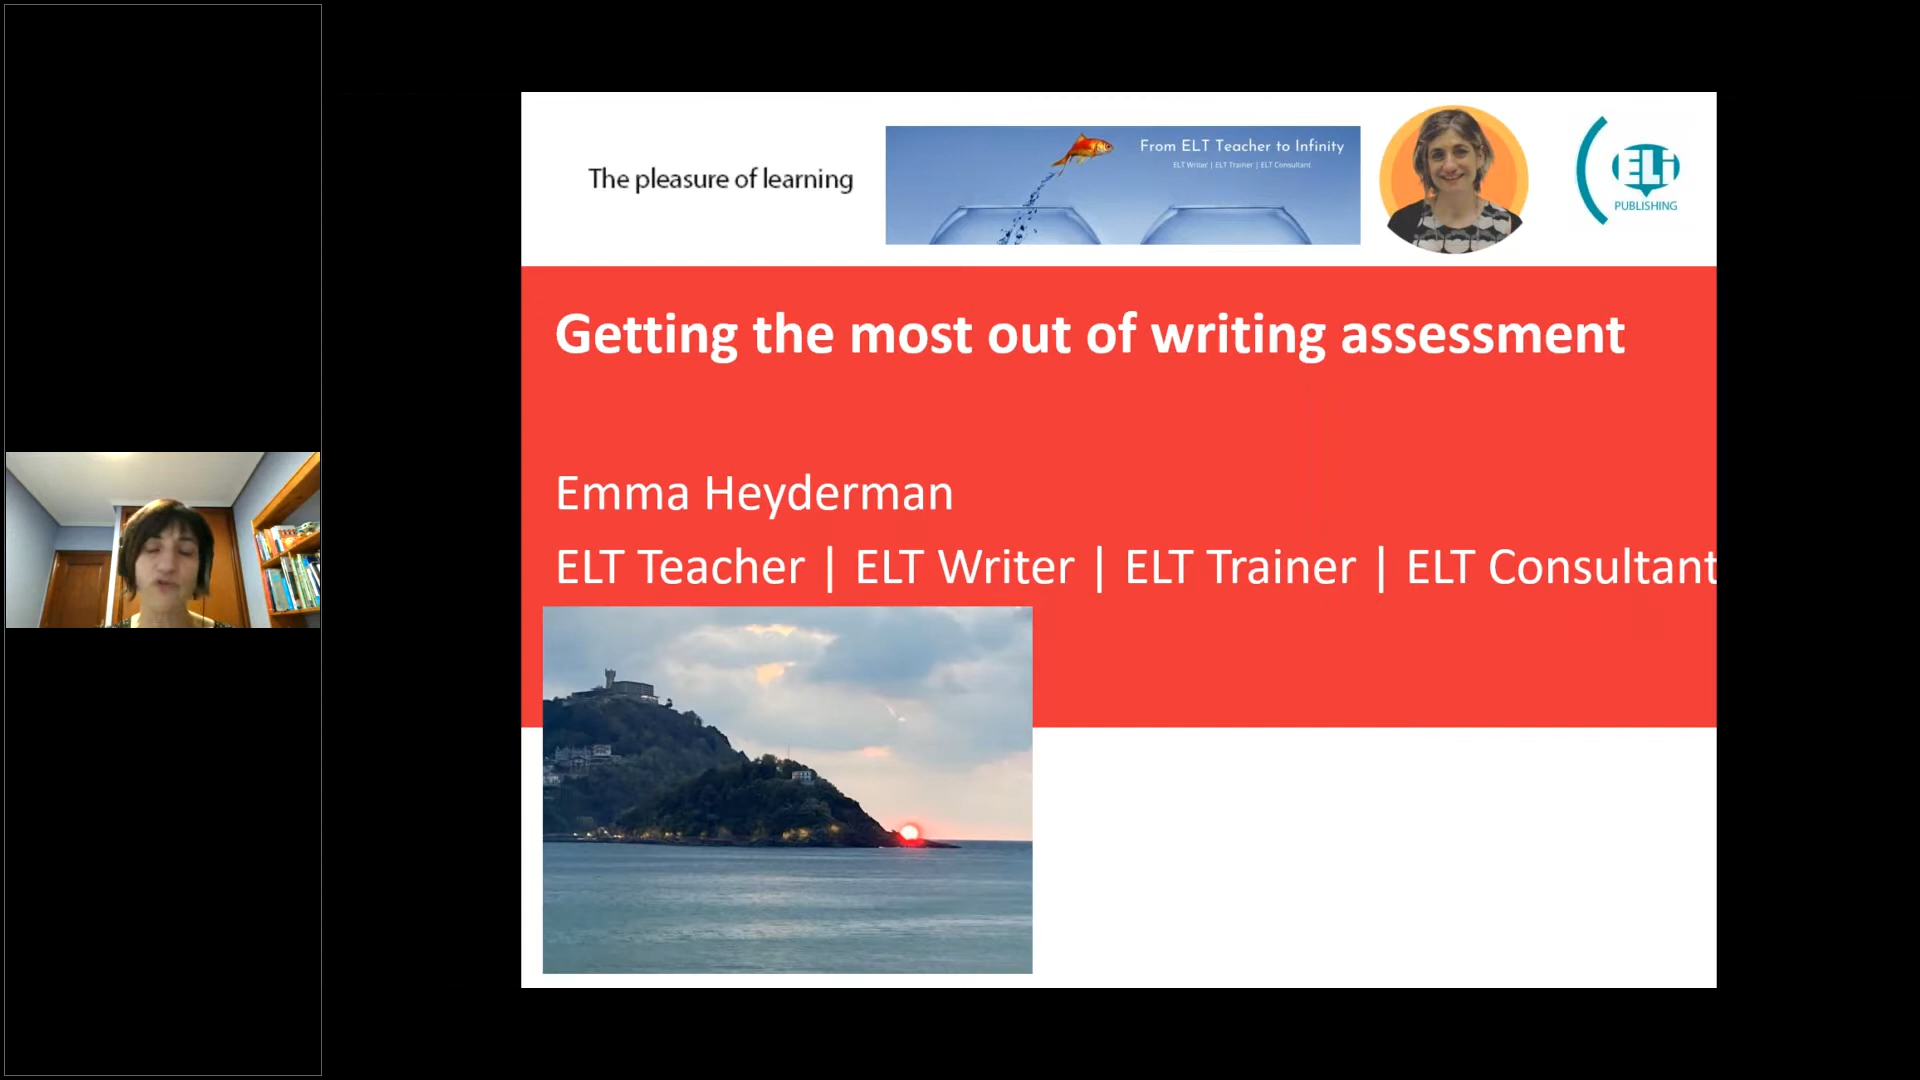 The pleasure of learning
From ELT Teacher to Infinity
ELT Writer | ELT Trainer | ELT Consultant
ELi
PUBLISHING
Getting the most out of writing assessment
Emma Heyderman
ELT Teacher | ELT Writer | ELT Trainer | ELT Consultant